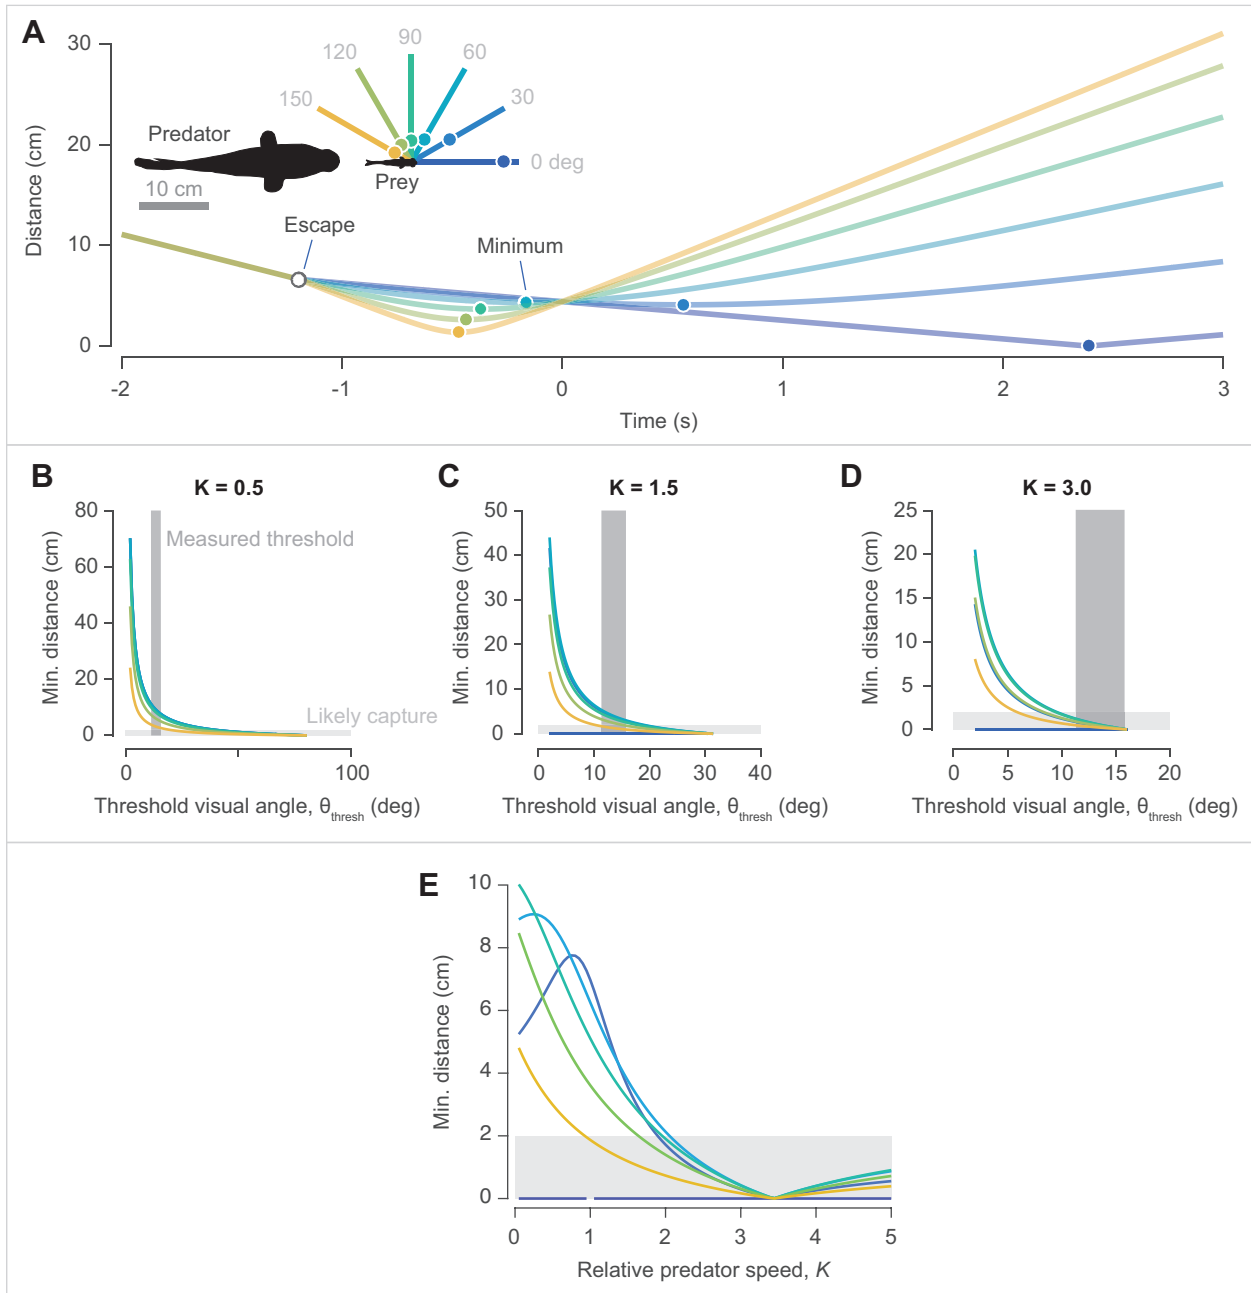 A
30
20
10
0
Distance (cm)
150
120
90
60
30
0 deg
Predator
10 cm
Prey
Escape
Minimum
-2
-1
0
1
2
3
Time (s)
B
K = 0.5
80
60
40
20
0
Min. distance (cm)
Measured threshold
Likely capture
0
100
Threshold visual angle, θthresh (deg)
C
K = 1.5
50
40
30
20
10
0
Min. distance (cm)
0
10
20
30
40
Threshold visual angle, θthresh (deg)
D
K = 3.0
25
20
15
10
5
0
Min. distance (cm)
0
5
10
15
20
Threshold visual angle, θthresh (deg)
E
10
8
6
4
2
0
Min. distance (cm)
0
1
2
3
4
5
Relative predator speed, K